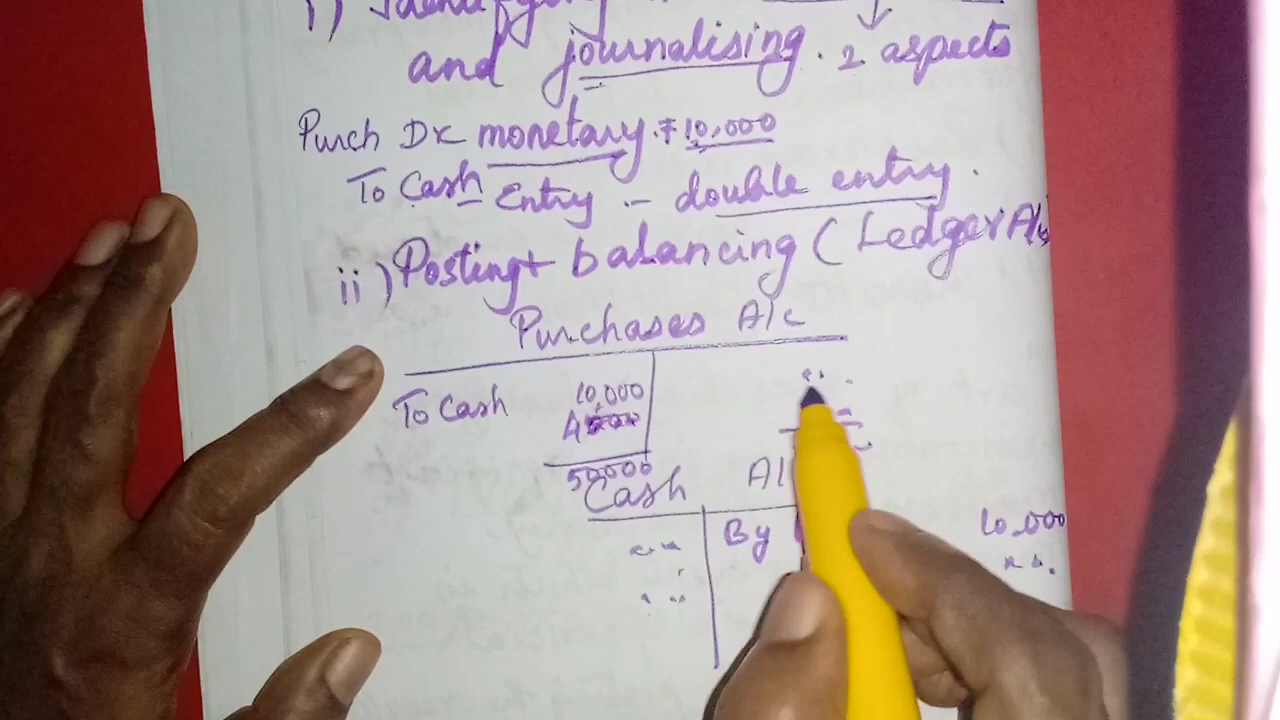 and journalising. 2 aspects
Purch Dr monetary. ₹10,000
To Cash Entry - double entry.
ii) Posting + balancing (Ledger A/c
Purchases A/c
To Cash 10,000
50,000
Cash A/
By 10,000